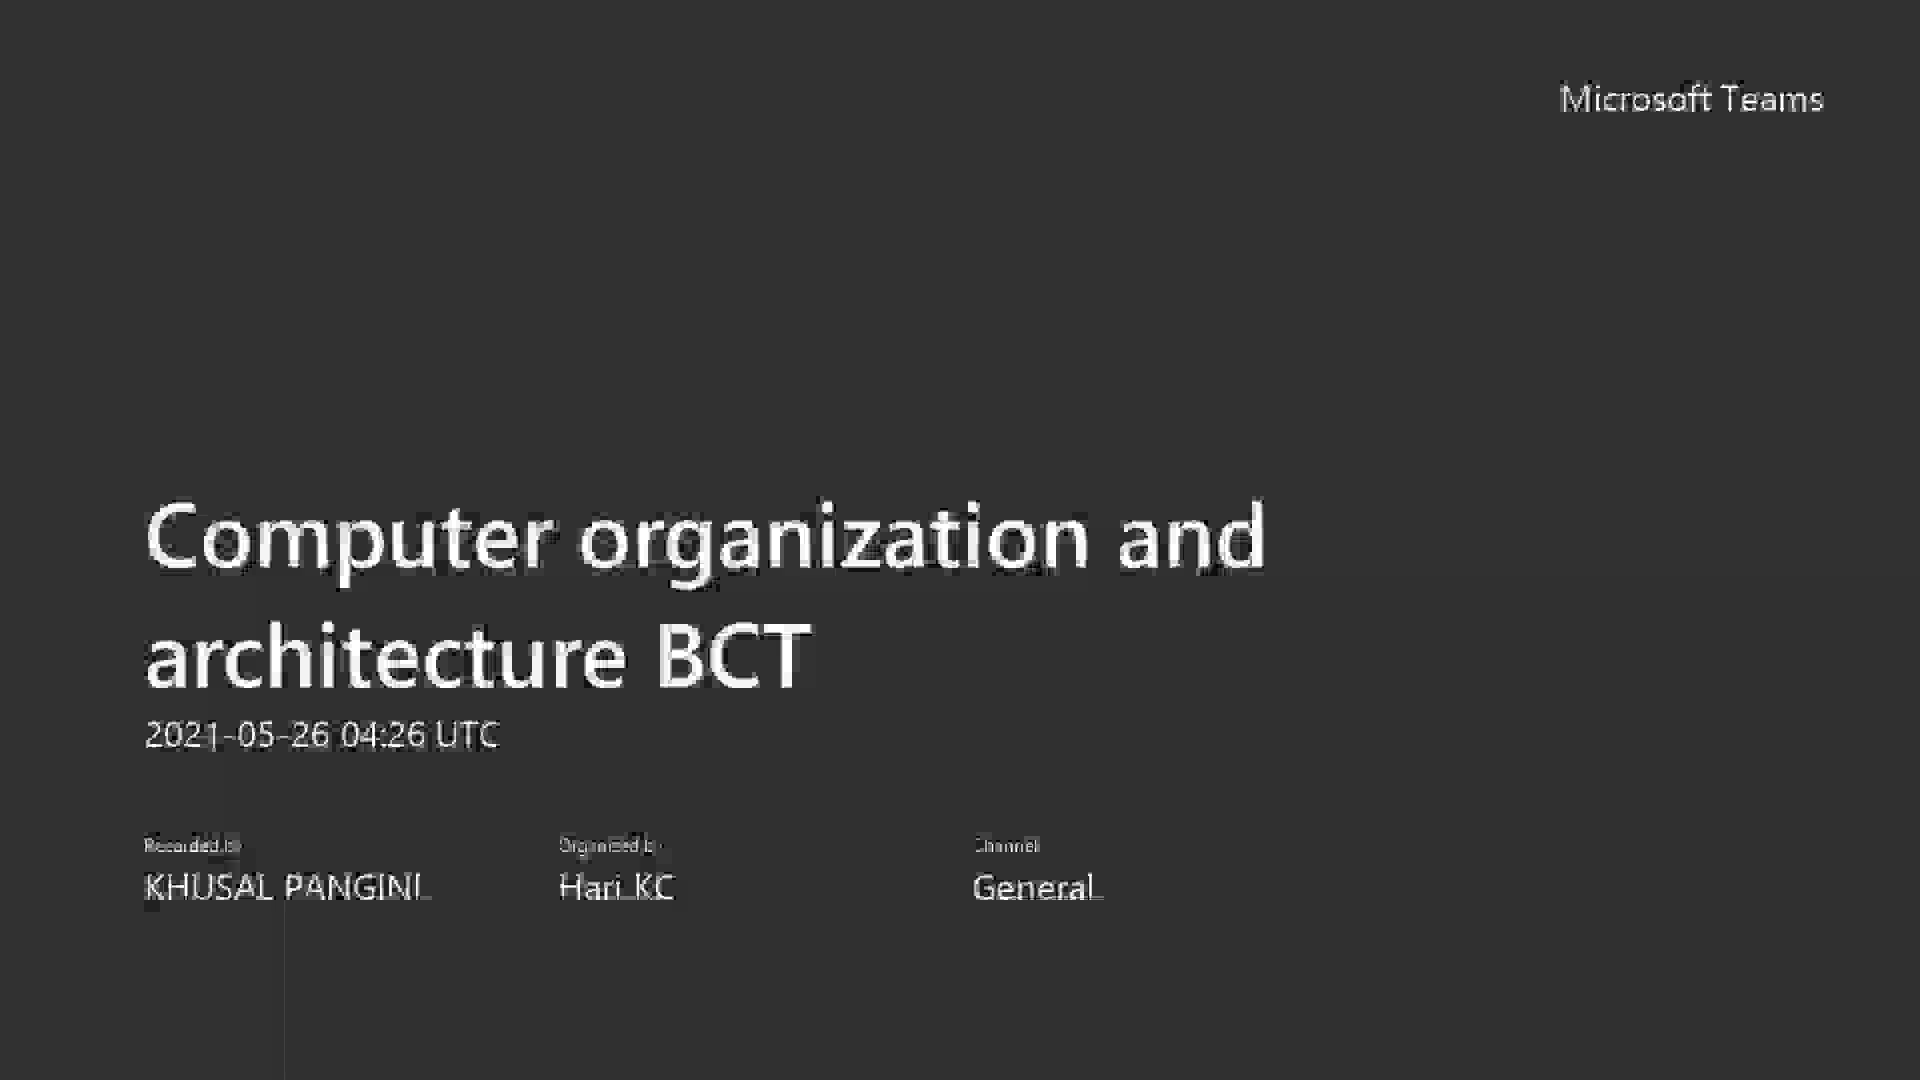 Microsoft Teams
Computer organization and
architecture BCT
2021-05-26 04:26 UTC
Recorded by
Organized by
Channel
KHUSAL PANGINI
Hari KC
General